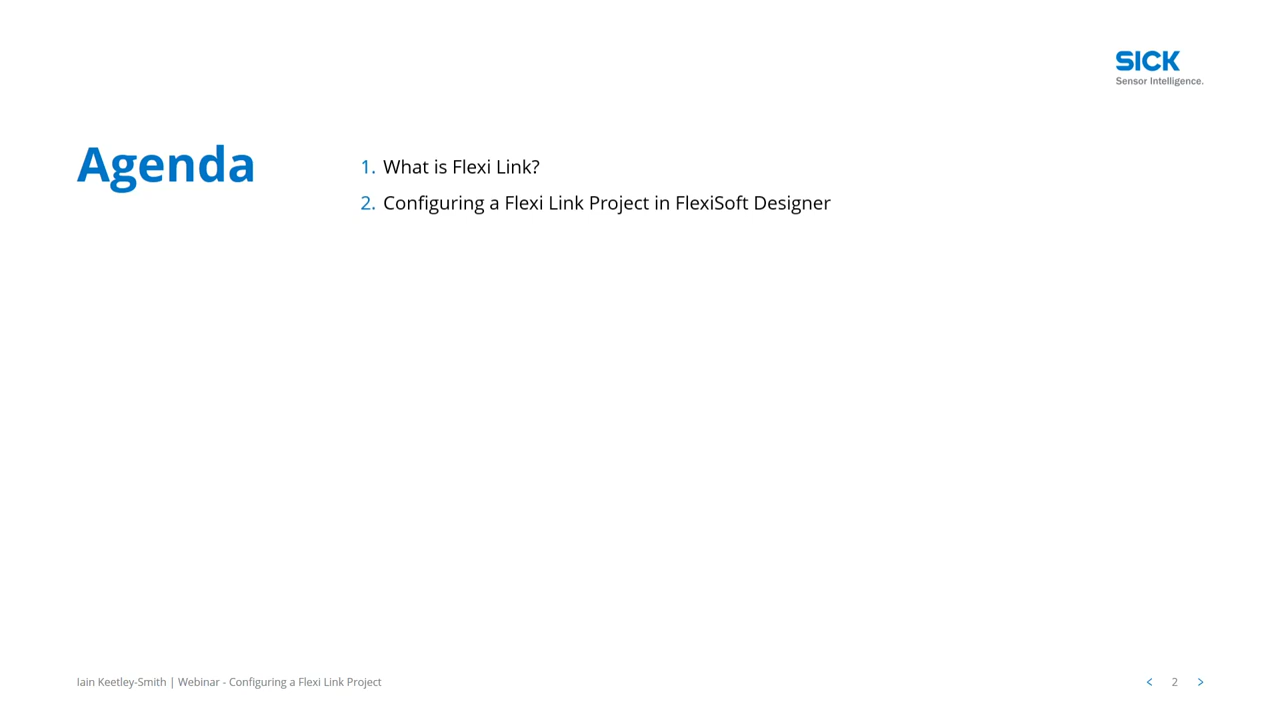 SICK
Sensor Intelligence.
Agenda
1. What is Flexi Link?
2. Configuring a Flexi Link Project in FlexiSoft Designer
Iain Keetley-Smith | Webinar - Configuring a Flexi Link Project
< 2 >